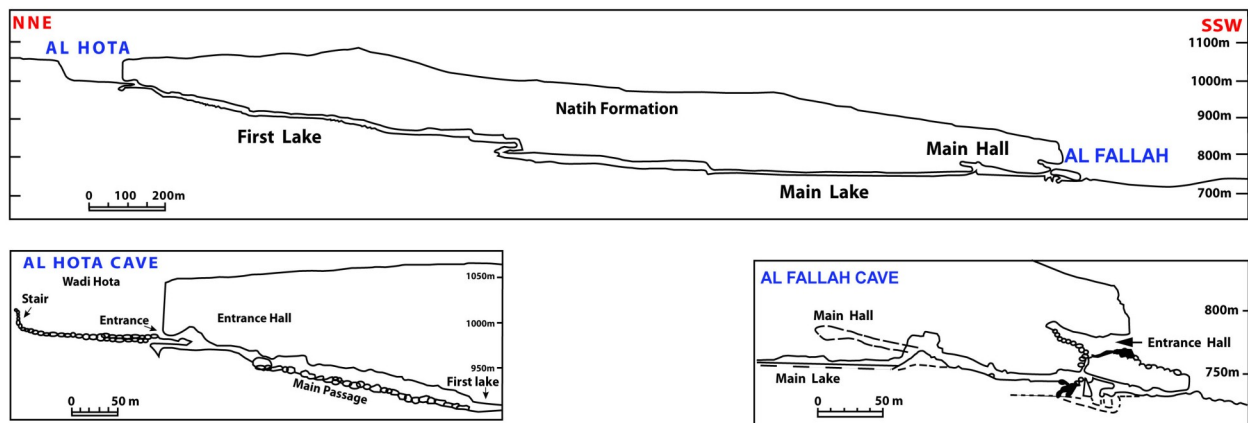 NNE
SSW
AL HOTA
1100m
1000m
Natih Formation
900m
First Lake
Main Hall
800m
AL FALLAH
Main Lake
700m
0 100 200m
AL HOTA CAVE
Wadi Hota
1050m
Stair
Entrance
Entrance Hall
1000m
950m
Main Passage
First lake
0 50 m
AL FALLAH CAVE
800m
Main Hall
Entrance Hall
Main Lake
750m
0 50 m